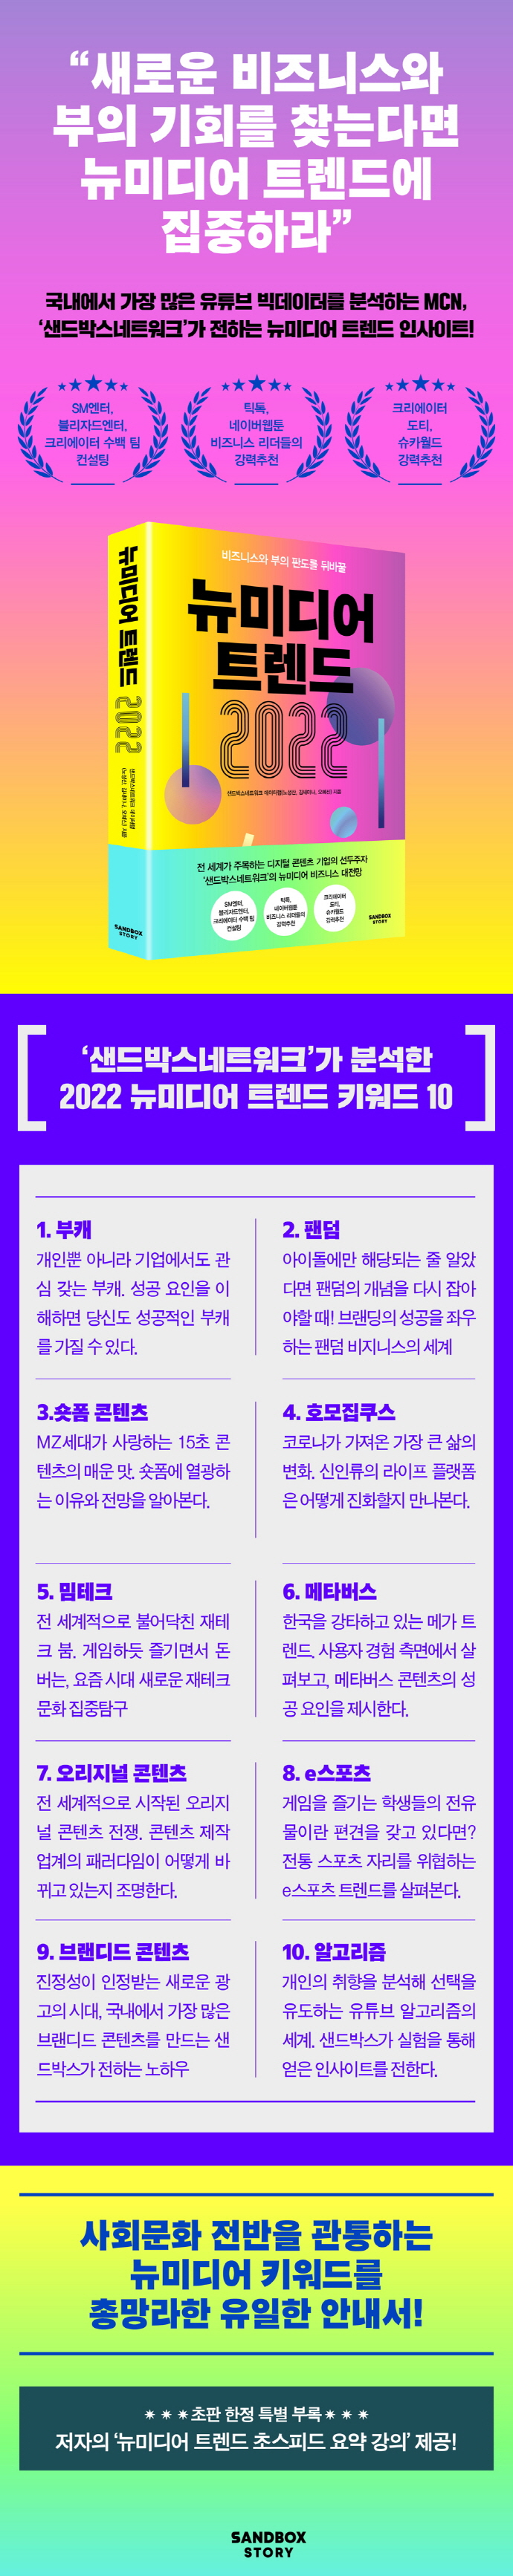 “새로운 비즈니스와
부의 기회를 찾는다면
뉴미디어 트렌드에
집중하라”
국내에서 가장 많은 유튜브 빅데이터를 분석하는 MCN,
‘샌드박스네트워크’가 전하는 뉴미디어 트렌드 인사이트!
SM엔터,
블리자드엔터,
크리에이터 수백 팀
컨설팅
틱톡,
네이버웹툰
비즈니스 리더들의
강력추천
크리에이터
도티,
슈카월드
강력추천
뉴미디어 트렌드 2022
SANDBOX
STORY
비즈니스와 부의 판도를 뒤바꿀
뉴미디어
트렌드
2022
전 세계가 주목하는 디지털 콘텐츠 기업의 선두주자
‘샌드박스네트워크’의 뉴미디어 비즈니스 대전망
SM엔터,
블리자드엔터,
크리에이터 수백 팀
컨설팅
틱톡,
네이버웹툰
비즈니스 리더들의
강력추천
크리에이터
도티,
슈카월드
강력추천
SANDBOX
STORY
‘샌드박스네트워크’가 분석한
2022 뉴미디어 트렌드 키워드 10
1. 부캐
개인뿐 아니라 기업에서도 관
심 갖는 부캐. 성공 요인을 이
해하면 당신도 성공적인 부캐
를 가질 수 있다.
2. 팬덤
아이돌에만 해당되는 줄 알았
다면 팬덤의 개념을 다시 잡아
야할 때! 브랜딩의 성공을 좌우
하는 팬덤 비지니스의 세계
3.숏폼 콘텐츠
MZ세대가 사랑하는 15초 콘
텐츠의 매운 맛. 숏폼에 열광하
는 이유와 전망을 알아본다.
4. 호모집쿠스
코로나가 가져온 가장 큰 삶의
변화. 신인류의 라이프 플랫폼
은 어떻게 진화할지 만나본다.
5. 밈테크
전 세계적으로 불어닥친 재테
크 붐. 게임하듯 즐기면서 돈
버는, 요즘 시대 새로운 재테크
문화 집중탐구
6. 메타버스
한국을 강타하고 있는 메가 트
렌드. 사용자 경험 측면에서 살
펴보고, 메타버스 콘텐츠의 성
공 요인을 제시한다.
7. 오리지널 콘텐츠
전 세계적으로 시작된 오리지
널 콘텐츠 전쟁. 콘텐츠 제작
업계의 패러다임이 어떻게 바
뀌고 있는지 조명한다.
8. e스포츠
게임을 즐기는 학생들의 전유
물이란 편견을 갖고 있다면?
전통 스포츠 자리를 위협하는
e스포츠 트렌드를 살펴본다.
9. 브랜디드 콘텐츠
진정성이 인정받는 새로운 광
고의 시대, 국내에서 가장 많은
브랜디드 콘텐츠를 만드는 샌
드박스가 전하는 노하우
10. 알고리즘
개인의 취향을 분석해 선택을
유도하는 유튜브 알고리즘의
세계. 샌드박스가 실험을 통해
얻은 인사이트를 전한다.
사회문화 전반을 관통하는
뉴미디어 키워드를
총망라한 유일한 안내서!
초판 한정 특별 부록
저자의 ‘뉴미디어 트렌드 초스피드 요약 강의’ 제공!
SANDBOX
STORY